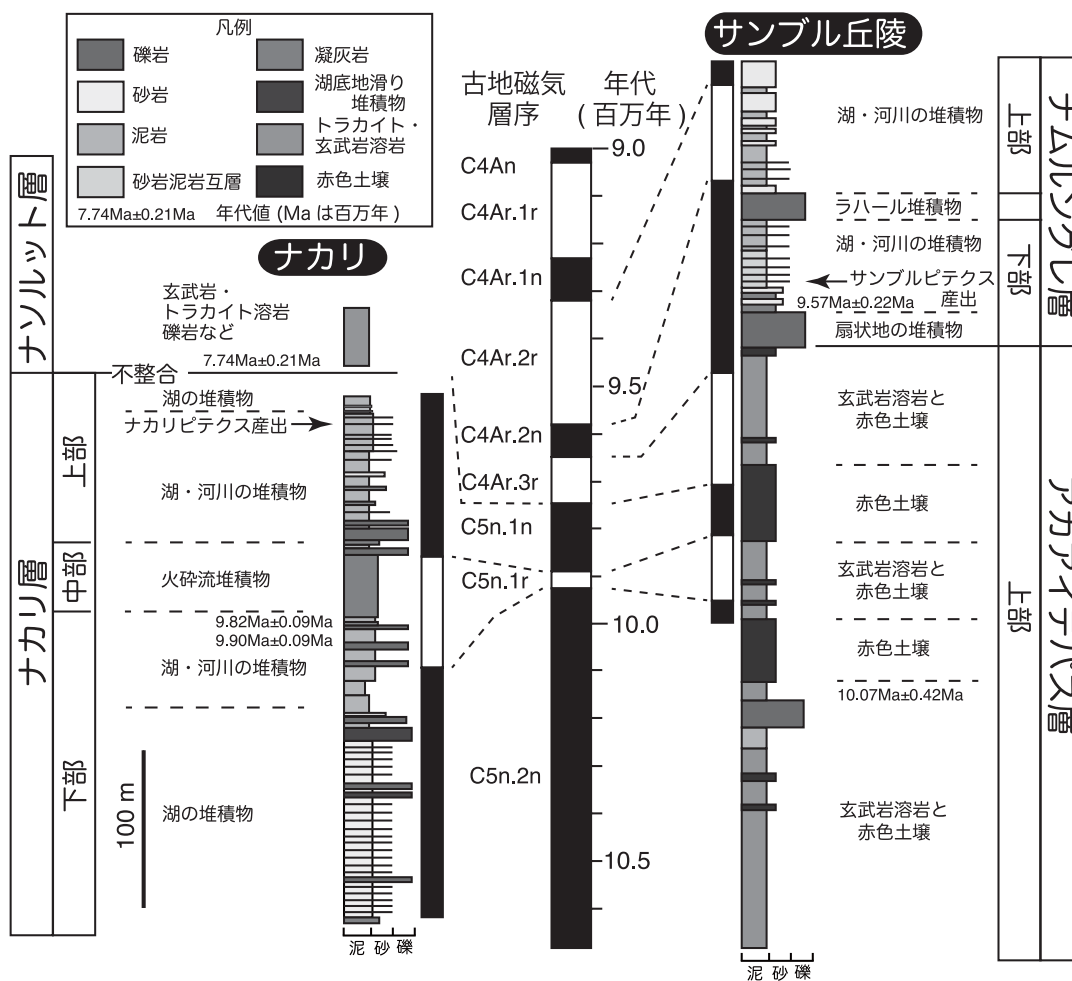 凡例
礫岩
砂岩
泥岩
砂岩泥岩互層
凝灰岩
湖底地滑り
堆積物
トラカイト・
玄武岩溶岩
赤色土壌
7.74Ma±0.21Ma 年代値 (Ma は百万年)
ナカリ
ナソルット層
ナカリ層
上部
中部
下部
玄武岩・
トラカイト溶岩
礫岩など
7.74Ma±0.21Ma
不整合
湖の堆積物
ナカリピテクス産出
湖・河川の堆積物
火砕流堆積物
9.82Ma±0.09Ma
9.90Ma±0.09Ma
湖・河川の堆積物
湖の堆積物
100 m
泥 砂 礫
古地磁気
層序
年代
(百万年)
C4An
C4Ar.1r
C4Ar.1n
C4Ar.2r
C4Ar.2n
C4Ar.3r
C5n.1n
C5n.1r
C5n.2n
9.0
9.5
10.0
10.5
サンブル丘陵
湖・河川の堆積物
ラハール堆積物
湖・河川の堆積物
サンブルピテクス
9.57Ma±0.22Ma 産出
扇状地の堆積物
玄武岩溶岩と
赤色土壌
赤色土壌
玄武岩溶岩と
赤色土壌
赤色土壌
10.07Ma±0.42Ma
玄武岩溶岩と
赤色土壌
泥 砂 礫
上部
下部
ナムルングレ層
上部
アカアイテパス層